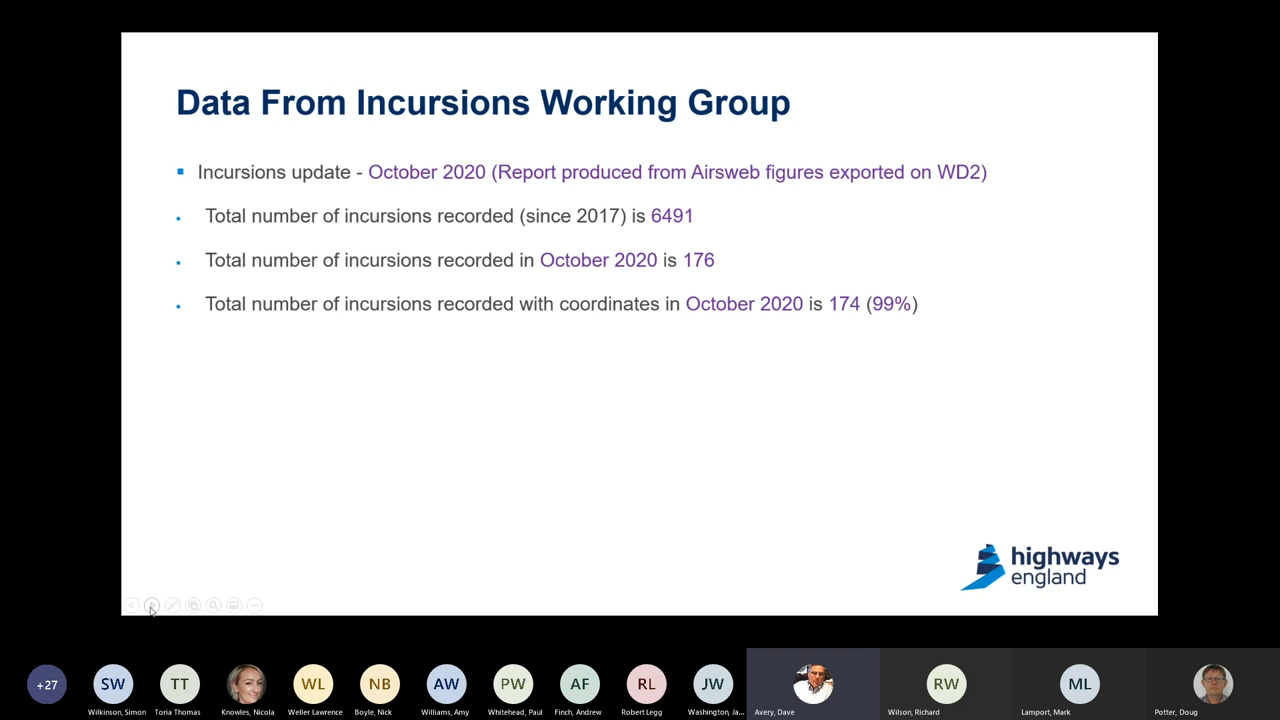 Data From Incursions Working Group
Incursions update - October 2020 (Report produced from Airsweb figures exported on WD2)
Total number of incursions recorded (since 2017) is 6491
Total number of incursions recorded in October 2020 is 176
Total number of incursions recorded with coordinates in October 2020 is 174 (99%)
highways
england
+27
SW
TT
WL
NB
AW
PW
AF
RL
JW
RW
ML
Wilkinson, Simon
Toria Thomas
Knowles, Nicola
Weller Lawrence
Boyle, Nick
Williams, Amy
Whitehead, Paul
Finch, Andrew
Robert Legg
Washington, Ja...
Avery, Dave
Wilson, Richard
Lamport, Mark
Potter, Doug